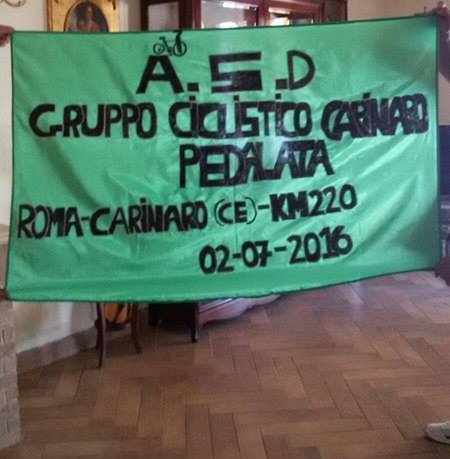 A.S.D
GRUPPO CICLISTICO CARINARO
PEDALATA
ROMA-CARINARO (CE)-KM220
02-07-2016